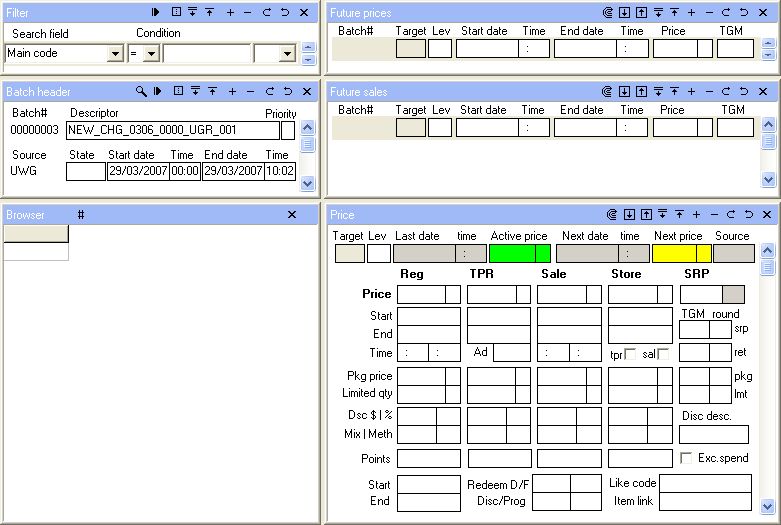 Filter
Search field Condition
Main code =
Batch header
Batch# Descriptor Priority
00000003 NEW_CHG_0306_0000_UGR_001
Source State Start date Time End date Time
UWG 29/03/2007 00:00 29/03/2007 10:02
Browser #
Future prices
Batch# Target Lev Start date Time End date Time Price TGM
: :
Future sales
Batch# Target Lev Start date Time End date Time Price TGM
: :
Price
Target Lev Last date time Active price Next date time Next price Source
: :
Reg TPR Sale Store SRP
Price
Start TGM round
srp
End
Time : : Ad : : tpr sal ret
Pkg price pkg
Limited qty lmt
Dsc $ | % Disc desc.
Mix | Meth
Points Exc.spend
Start Redeem D/F Like code
End Disc/Prog Item link